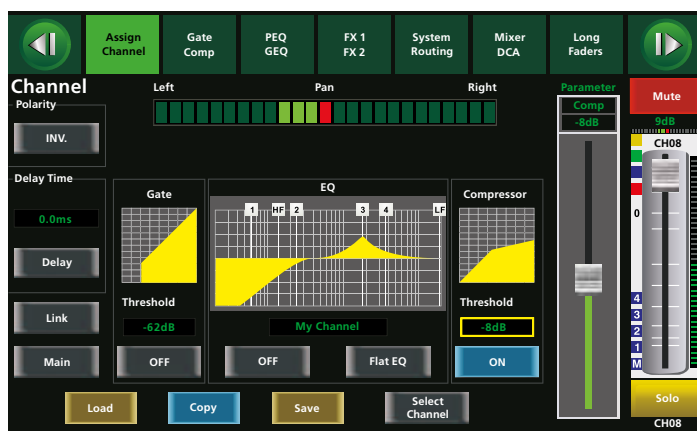 Assign Channel
Gate Comp
PEQ GEQ
FX 1 FX 2
System Routing
Mixer DCA
Long Faders
Channel
Left
Pan
Right
Parameter
Comp
-8dB
Mute
9dB
CH08
Polarity
INV.
Delay Time
0.0ms
Delay
Link
Main
Gate
Threshold
-62dB
OFF
EQ
1
HF
2
3
4
LF
My Channel
OFF
Flat EQ
Compressor
Threshold
-8dB
ON
0
4
3
2
1
M
Load
Copy
Save
Select Channel
Solo
CH08